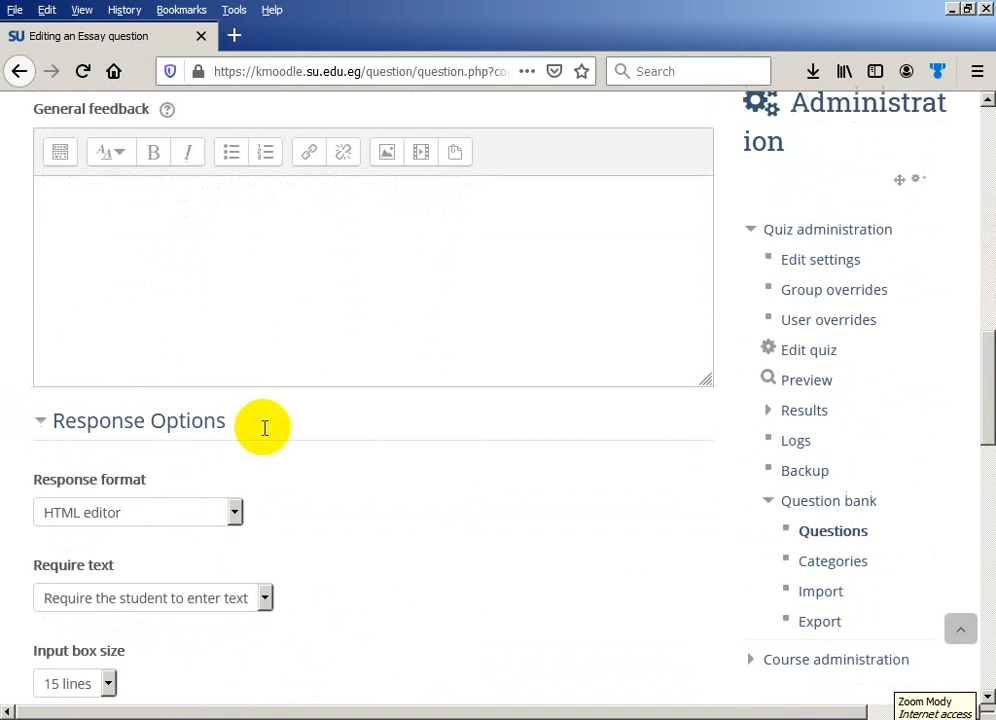 File Edit View History Bookmarks Tools Help
SU Editing an Essay question
https://kmoodle.su.edu.eg/question/question.php?co
Search
General feedback
Administrat
ion
Quiz administration
Edit settings
Group overrides
User overrides
Edit quiz
Preview
Results
Logs
Backup
Question bank
Questions
Categories
Import
Export
Course administration
Response Options
Response format
HTML editor
Require text
Require the student to enter text
Input box size
15 lines
Zoom Mody
Internet access